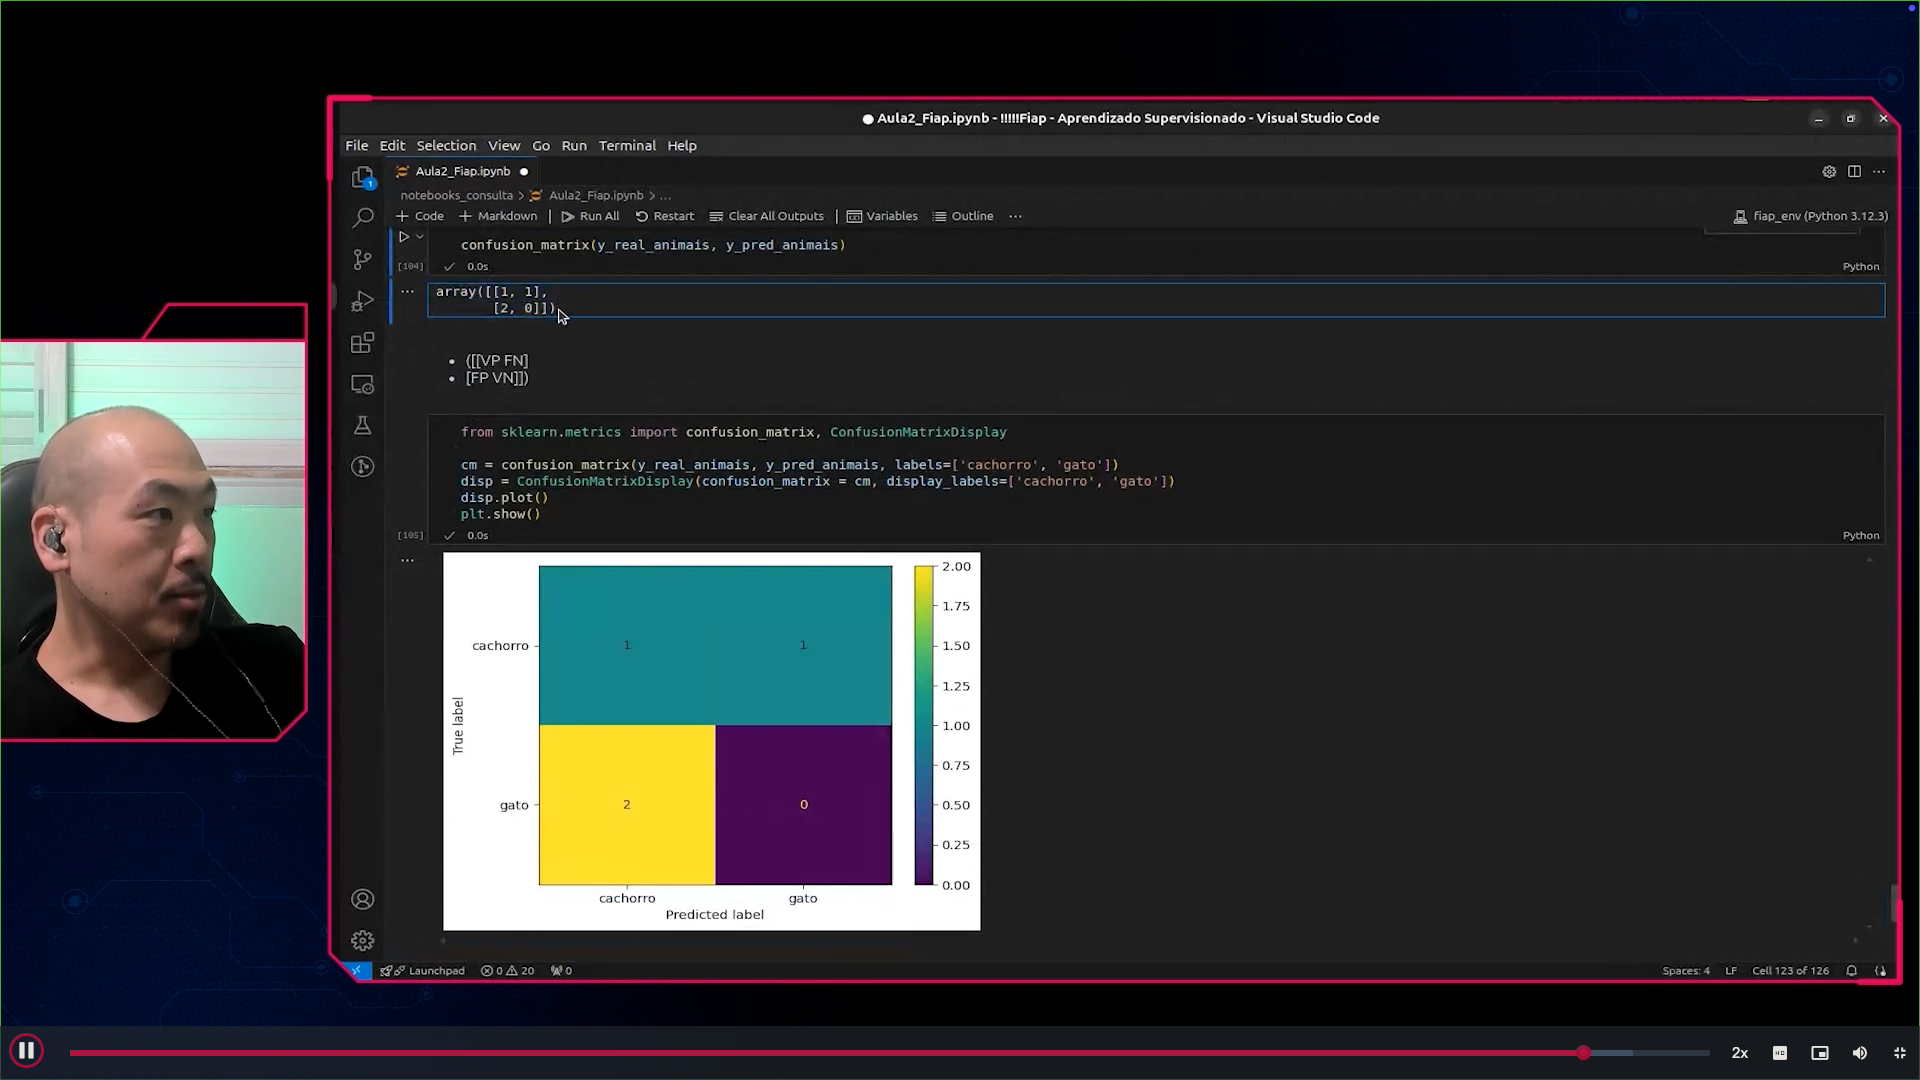 Aula2_Fiap.ipynb - !!!!!Fiap - Aprendizado Supervisionado - Visual Studio Code
File Edit Selection View Go Run Terminal Help
1
Aula2_Fiap.ipynb
notebooks_consulta > Aula2_Fiap.ipynb > ...
+ Code + Markdown | Run All Restart Clear All Outputs | Variables Outline ...
fiap_env (Python 3.12.3)
confusion_matrix(y_real_animais, y_pred_animais)
[104] ✓ 0.0s Python
array([[1, 1],
[2, 0]])
• ([[VP FN]
• [FP VN]])
from sklearn.metrics import confusion_matrix, ConfusionMatrixDisplay
cm = confusion_matrix(y_real_animais, y_pred_animais, labels=['cachorro', 'gato'])
disp = ConfusionMatrixDisplay(confusion_matrix = cm, display_labels=['cachorro', 'gato'])
disp.plot()
plt.show()
[105] ✓ 0.0s Python
2.00
1.75
1.50
1.25
1.00
0.75
0.50
0.25
0.00
cachorro 1 1
True label
gato 2 0
cachorro gato
Predicted label
Launchpad 0 20 0
Spaces: 4 LF Cell 123 of 126
2x
HD